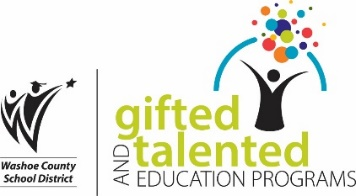 Washoe County
School District
gifted
AND talented
EDUCATION PROGRAMS